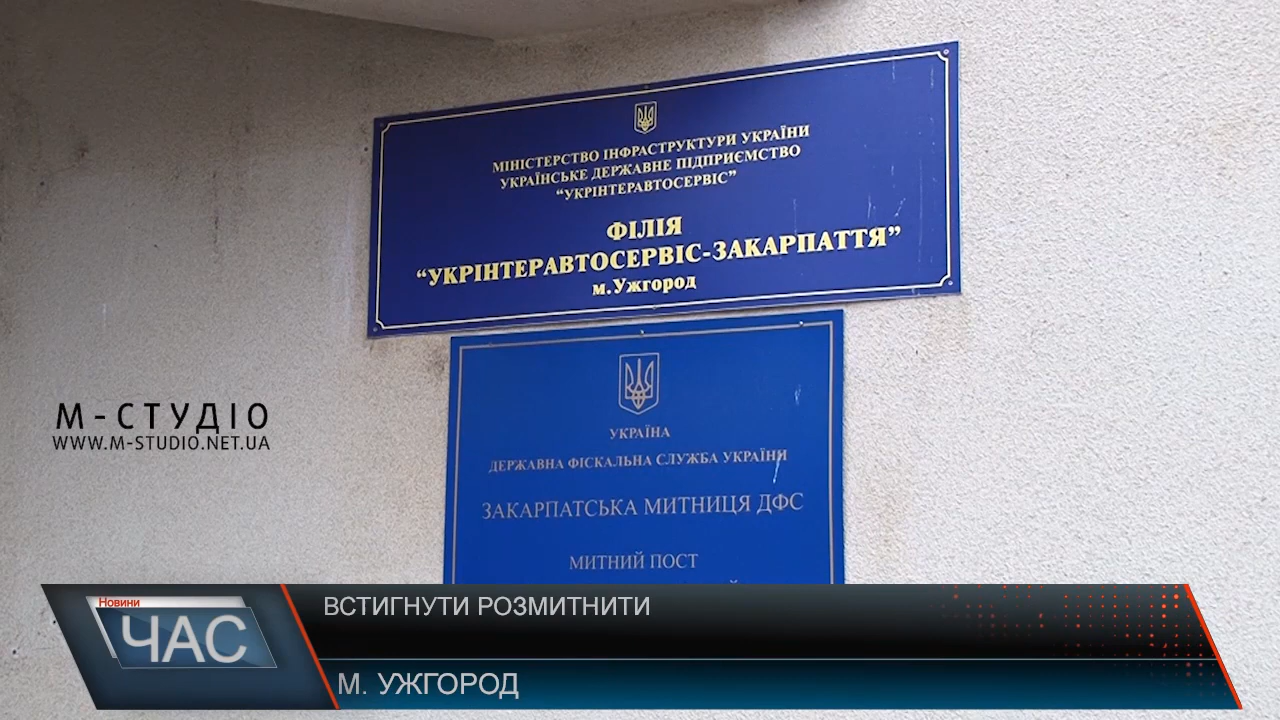 МІНІСТЕРСТВО ІНФРАСТРУКТУРИ УКРАЇНИ
УКРАЇНСЬКЕ ДЕРЖАВНЕ ПІДПРИЄМСТВО
“УКРІНТЕРАВТОСЕРВІС”
ФІЛІЯ
“УКРІНТЕРАВТОСЕРВІС-ЗАКАРПАТТЯ”
м.Ужгород
УКРАЇНА
ДЕРЖАВНА ФІСКАЛЬНА СЛУЖБА УКРАЇНИ
ЗАКАРПАТСЬКА МИТНИЦЯ ДФС
МИТНИЙ ПОСТ
М-СТУДІО
WWW.M-STUDIO.NET.UA
Новини
ЧАС
ВСТИГНУТИ РОЗМИТНИТИ
М. УЖГОРОД